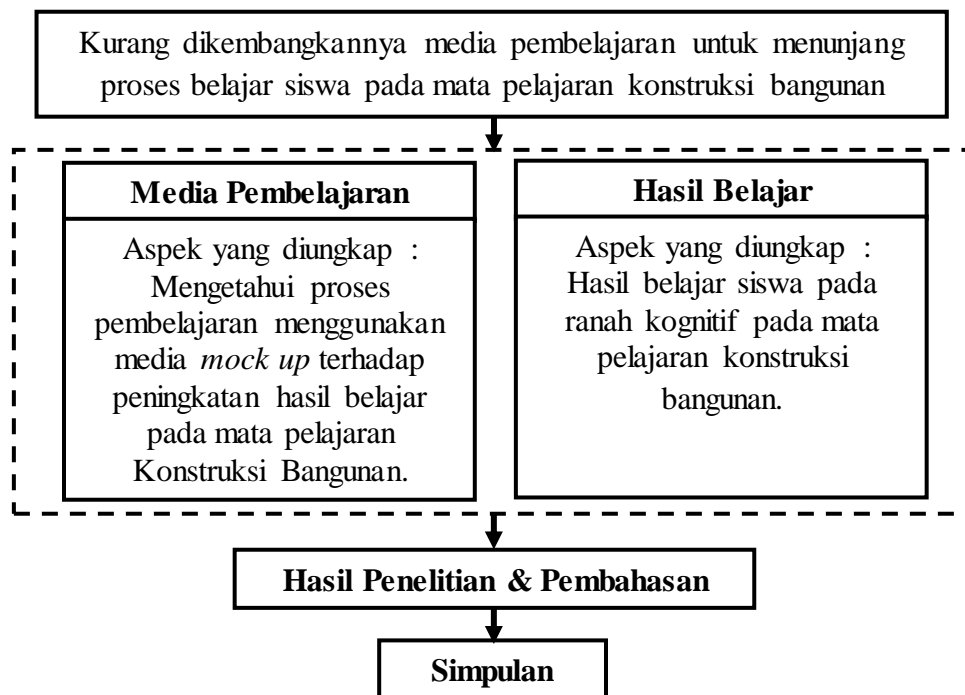 Kurang dikembangkannya media pembelajaran untuk menunjang
proses belajar siswa pada mata pelajaran konstruksi bangunan
Media Pembelajaran
Aspek yang diungkap :
Mengetahui proses
pembelajaran menggunakan
media mock up terhadap
peningkatan hasil belajar
pada mata pelajaran
Konstruksi Bangunan.
Hasil Belajar
Aspek yang diungkap :
Hasil belajar siswa pada
ranah kognitif pada mata
pelajaran konstruksi
bangunan.
Hasil Penelitian & Pembahasan
Simpulan